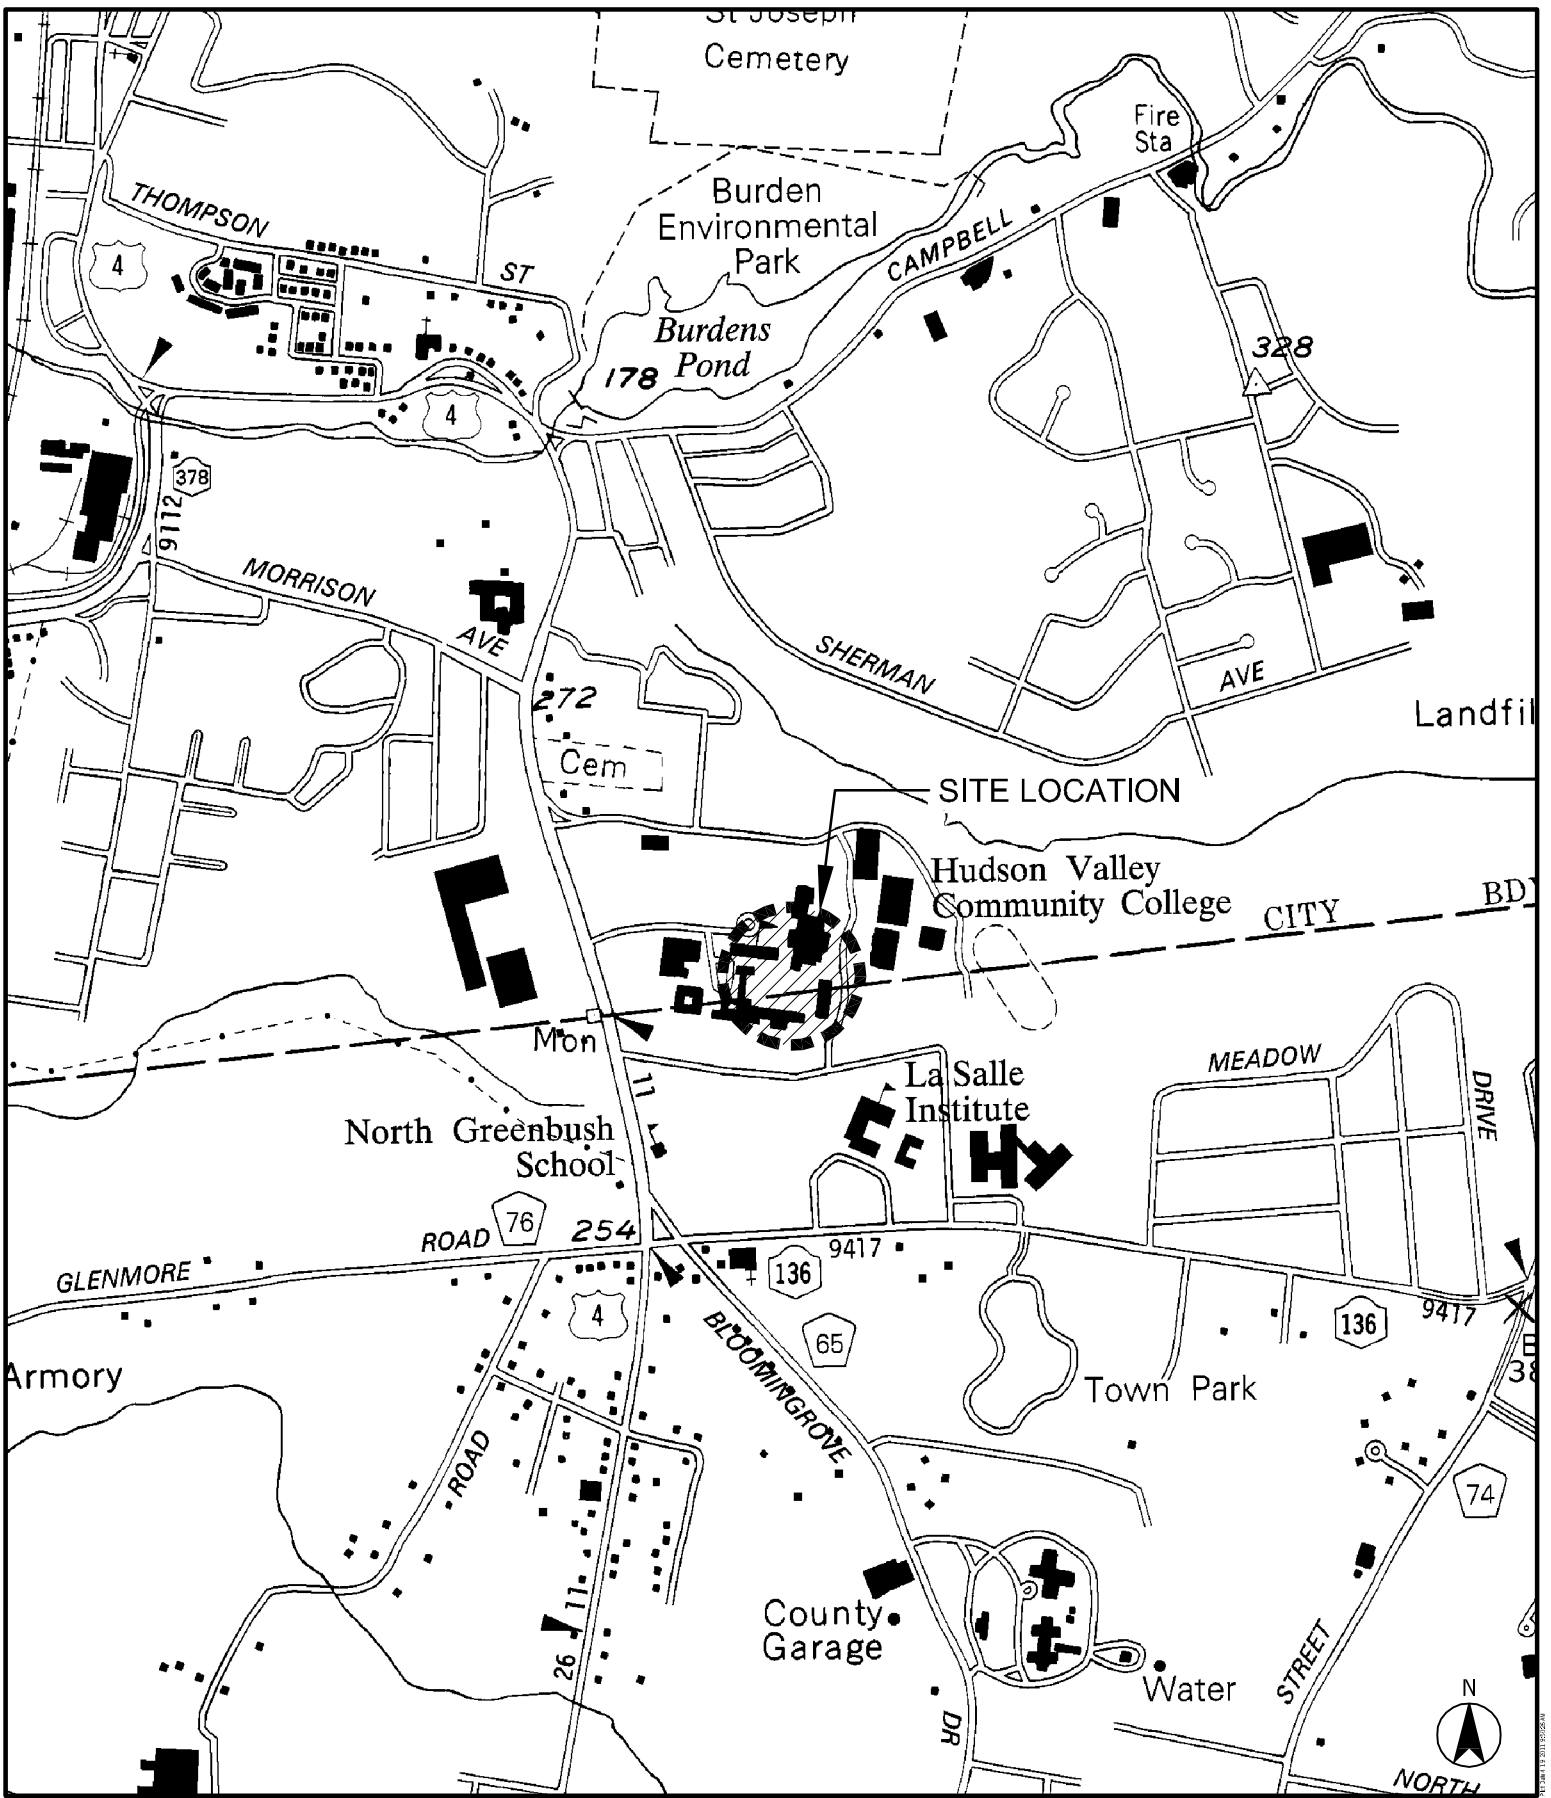 St Joseph
Cemetery
Fire
Sta
Burden
Environmental
Park
THOMPSON
ST
CAMPBELL
4
Burdens
Pond
328
178
4
378
9112
MORRISON
AVE
SHERMAN
AVE
272
Landfil
Cem
SITE LOCATION
Hudson Valley
Community College
CITY
BDY
Mon
MEADOW
DRIVE
11
La Salle
Institute
North Greenbush
School
76
254
ROAD
9417
GLENMORE
136
4
65
BLOOMINGROVE
136
9417
38
Armory
Town Park
ROAD
74
11
County
Garage
26
STREET
Water
N
DR
NORTH